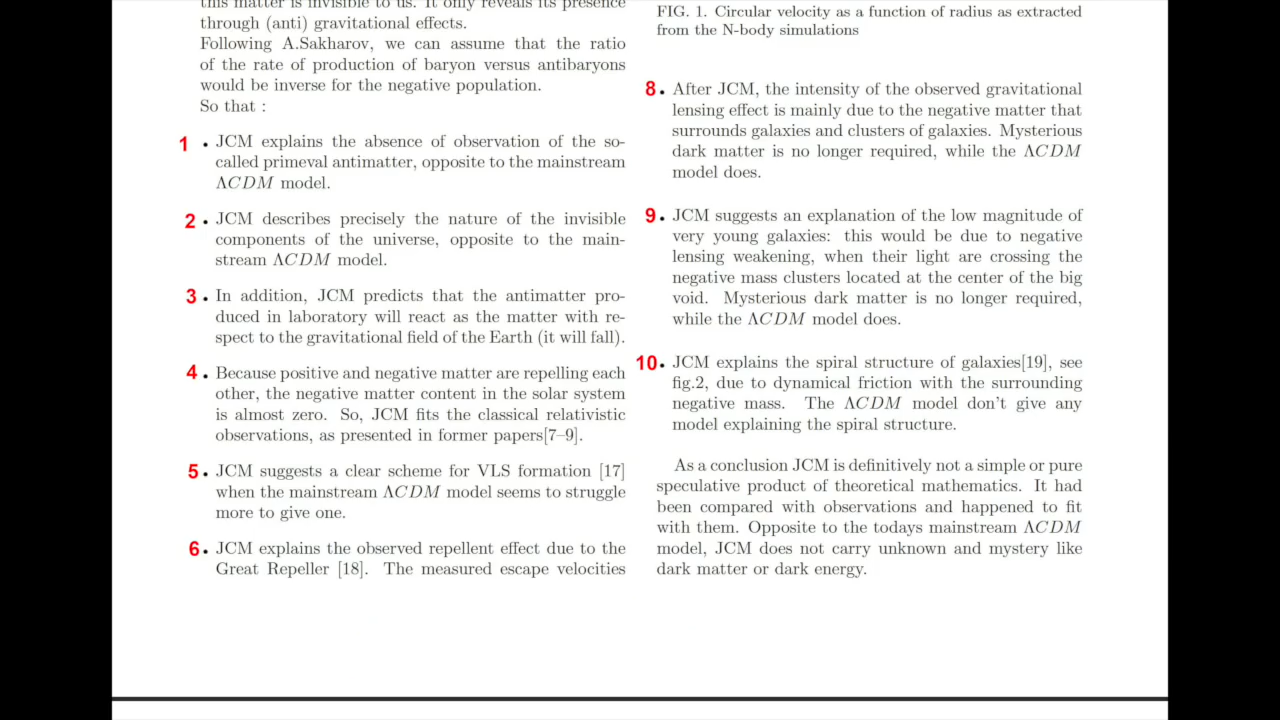 this matter is invisible to us. It only reveals its presence
through (anti) gravitational effects.
Following A.Sakharov, we can assume that the ratio
of the rate of production of baryon versus antibaryons
would be inverse for the negative population.
So that :
1 • JCM explains the absence of observation of the so-
called primeval antimatter, opposite to the mainstream
ΛCDM model.
2 • JCM describes precisely the nature of the invisible
components of the universe, opposite to the main-
stream ΛCDM model.
3 • In addition, JCM predicts that the antimatter pro-
duced in laboratory will react as the matter with re-
spect to the gravitational field of the Earth (it will fall).
4 • Because positive and negative matter are repelling each
other, the negative matter content in the solar system
is almost zero. So, JCM fits the classical relativistic
observations, as presented in former papers[7–9].
5 • JCM suggests a clear scheme for VLS formation [17]
when the mainstream ΛCDM model seems to struggle
more to give one.
6 • JCM explains the observed repellent effect due to the
Great Repeller [18]. The measured escape velocities
FIG. 1. Circular velocity as a function of radius as extracted
from the N-body simulations
8 • After JCM, the intensity of the observed gravitational
lensing effect is mainly due to the negative matter that
surrounds galaxies and clusters of galaxies. Mysterious
dark matter is no longer required, while the ΛCDM
model does.
9 • JCM suggests an explanation of the low magnitude of
very young galaxies: this would be due to negative
lensing weakening, when their light are crossing the
negative mass clusters located at the center of the big
void. Mysterious dark matter is no longer required,
while the ΛCDM model does.
10 • JCM explains the spiral structure of galaxies[19], see
fig.2, due to dynamical friction with the surrounding
negative mass. The ΛCDM model don't give any
model explaining the spiral structure.
As a conclusion JCM is definitively not a simple or pure
speculative product of theoretical mathematics. It had
been compared with observations and happened to fit
with them. Opposite to the todays mainstream ΛCDM
model, JCM does not carry unknown and mystery like
dark matter or dark energy.